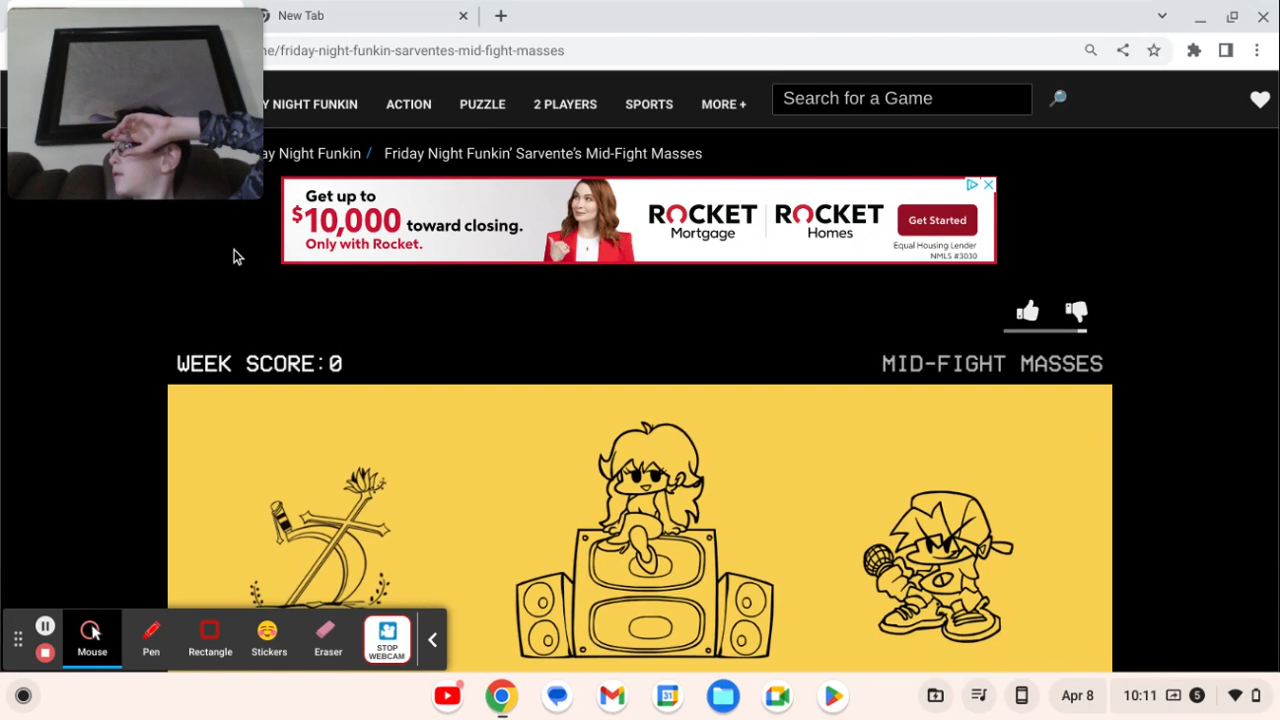 New Tab
ne/friday-night-funkin-sarventes-mid-fight-masses
Y NIGHT FUNKIN
ACTION
PUZZLE
2 PLAYERS
SPORTS
MORE +
Search for a Game
ay Night Funkin / Friday Night Funkin' Sarvente's Mid-Fight Masses
Get up to
$10,000 toward closing.
Only with Rocket.
ROCKET
Mortgage
ROCKET
Homes
Get Started
Equal Housing Lender
NMLS #3030
WEEK SCORE:0
MID-FIGHT MASSES
Mouse
Pen
Rectangle
Stickers
Eraser
STOP
WEBCAM
31
Apr 8
10:11
5